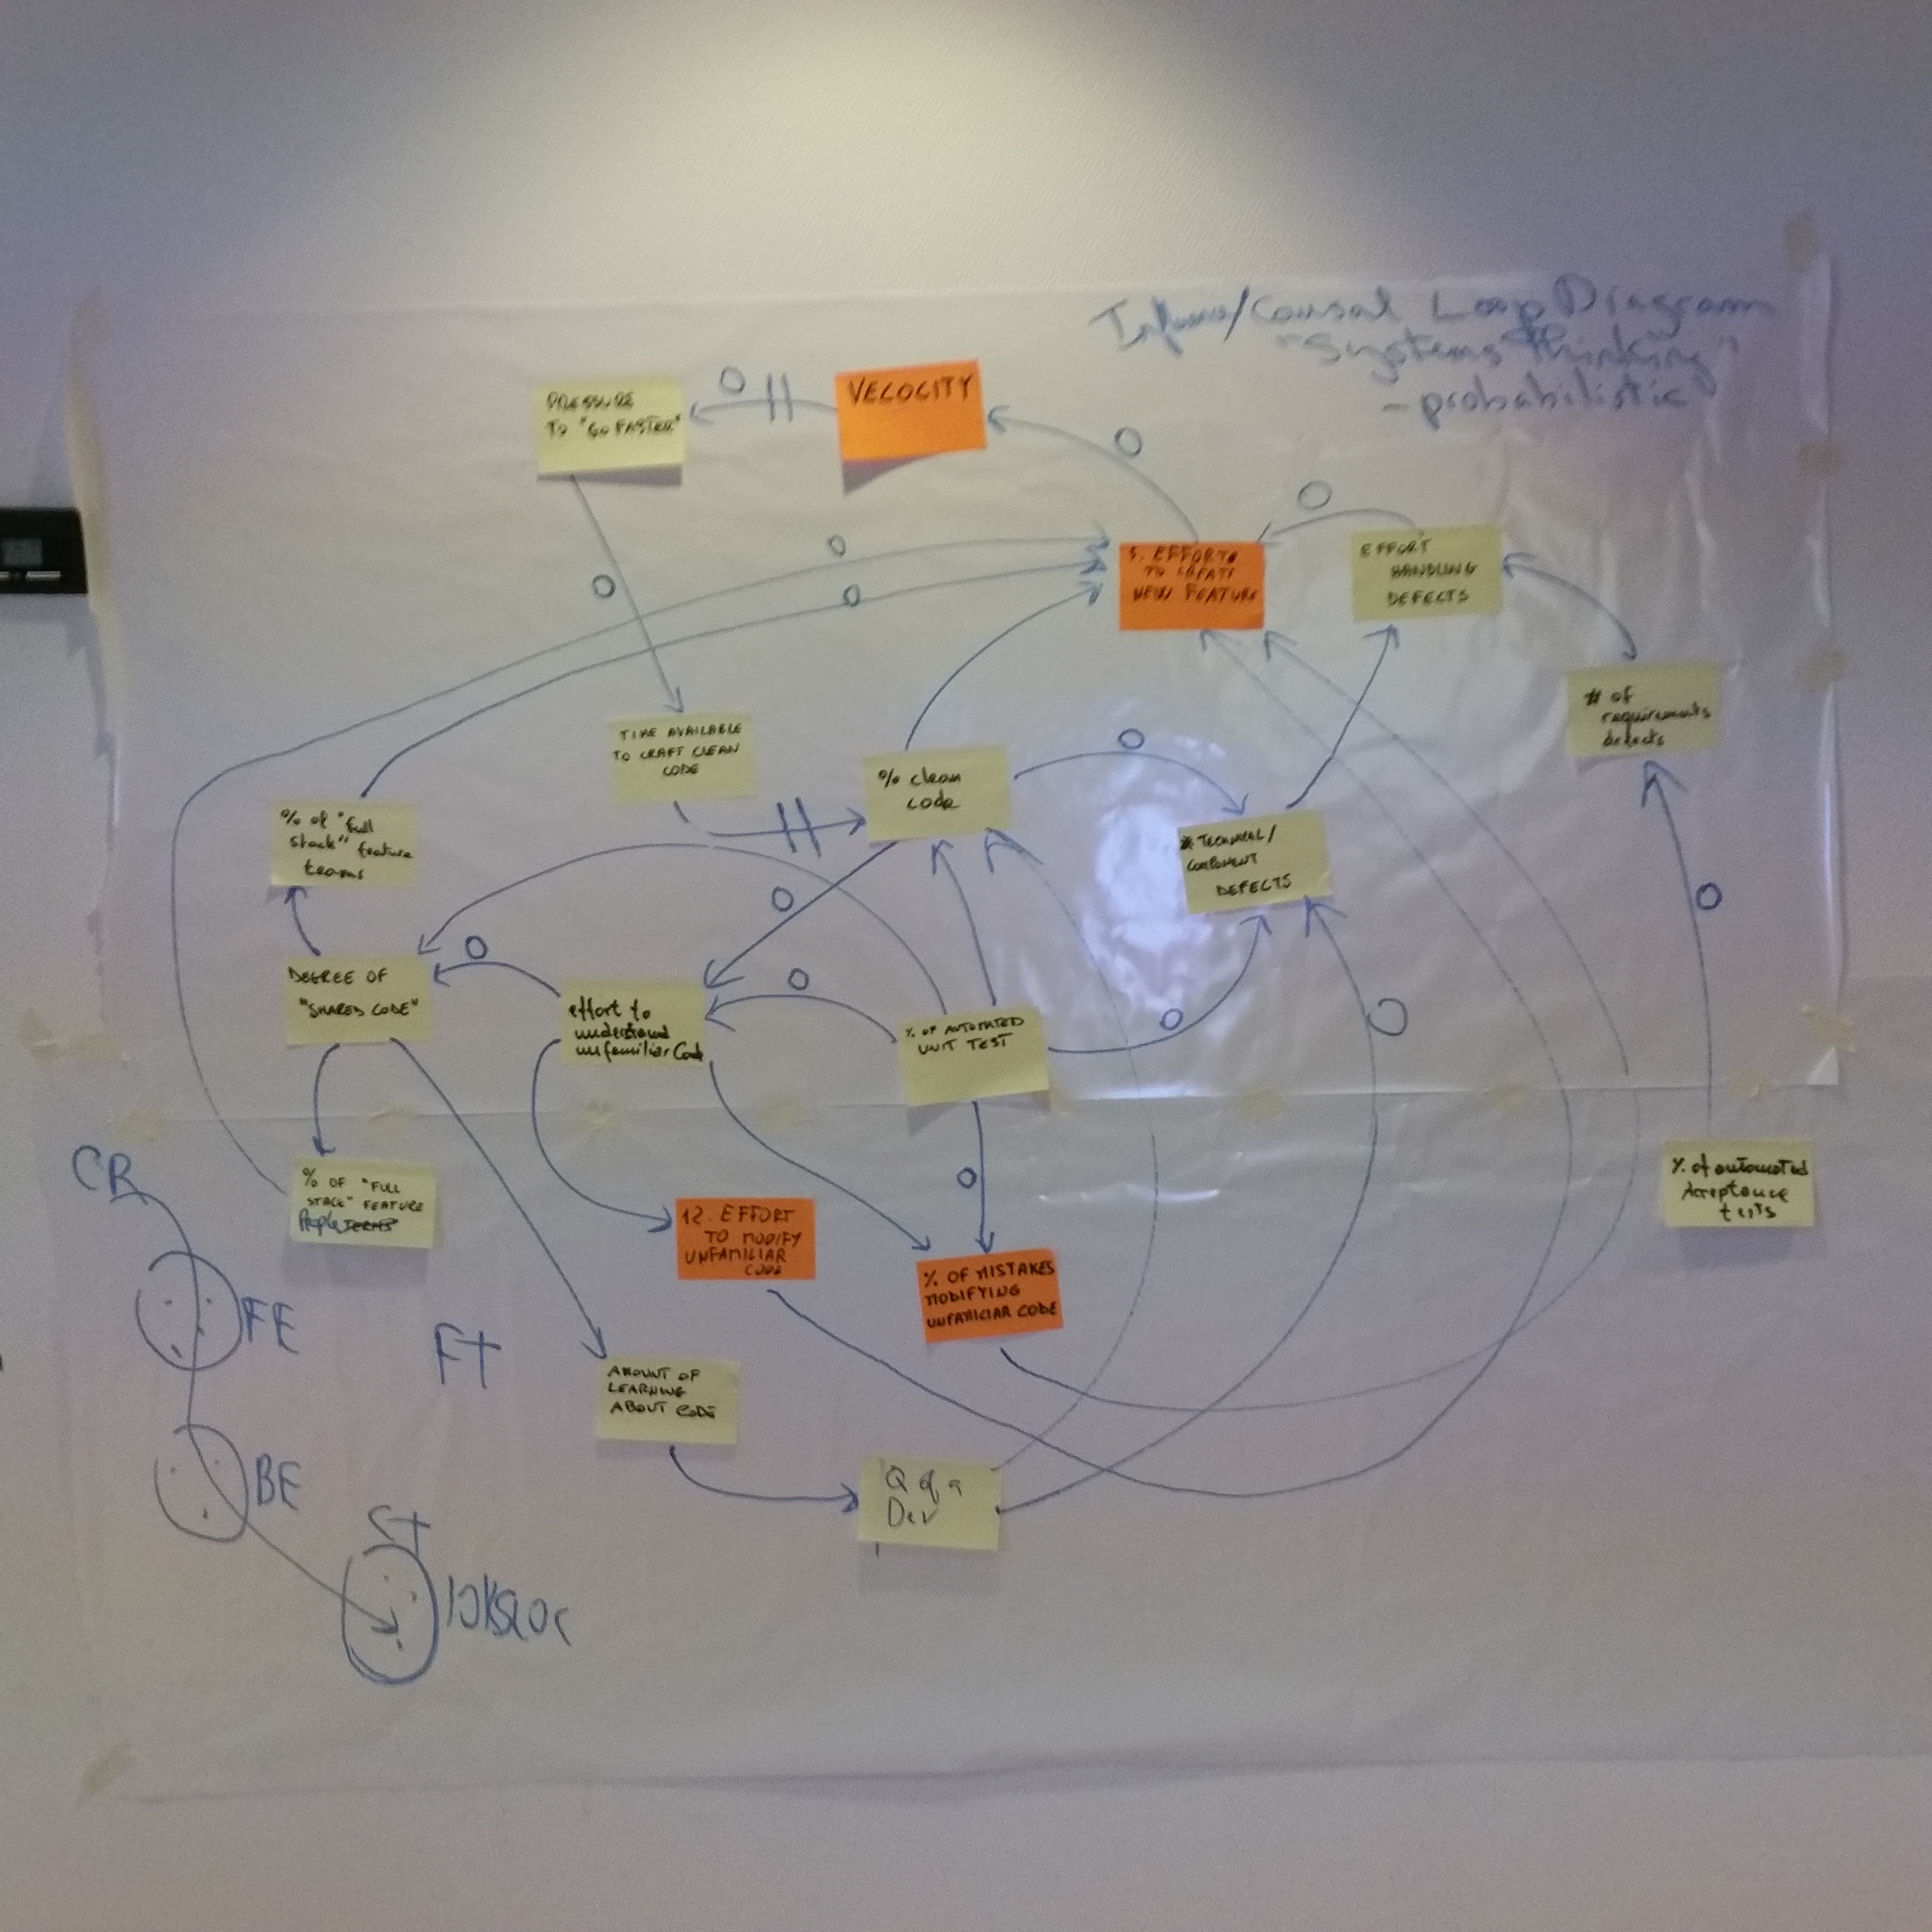 Causal Loop Diagram
"Systems Thinking"
- probabilistic
PRESSURE
TO "GO FASTER"
O
VELOCITY
O
O
5. EFFORT
TO CREATE
NEW FEATURE
EFFORT
HANDLING
DEFECTS
O
O
O
# of
requirements
defects
TIME AVAILABLE
TO CRAFT CLEAN
CODE
% clean
code
O
% of "full
stack" feature
teams
# TECHNICAL/
COMPONENT
DEFECTS
O
O
O
DEGREE OF
"SHARED CODE"
effort to
understand
unfamiliar Code
O
% OF AUTOMATED
UNIT TEST
O
O
O
% of automated
Acceptance
tests
CB
% OF "FULL
STACK" FEATURE
People TEAMS
12. EFFORT
TO MODIFY
UNFAMILIAR
CODE
% OF MISTAKES
MODIFYING
UNFAMILIAR CODE
FE
FT
AMOUNT OF
LEARNING
ABOUT CODE
BE
Q of a
Dev
CT